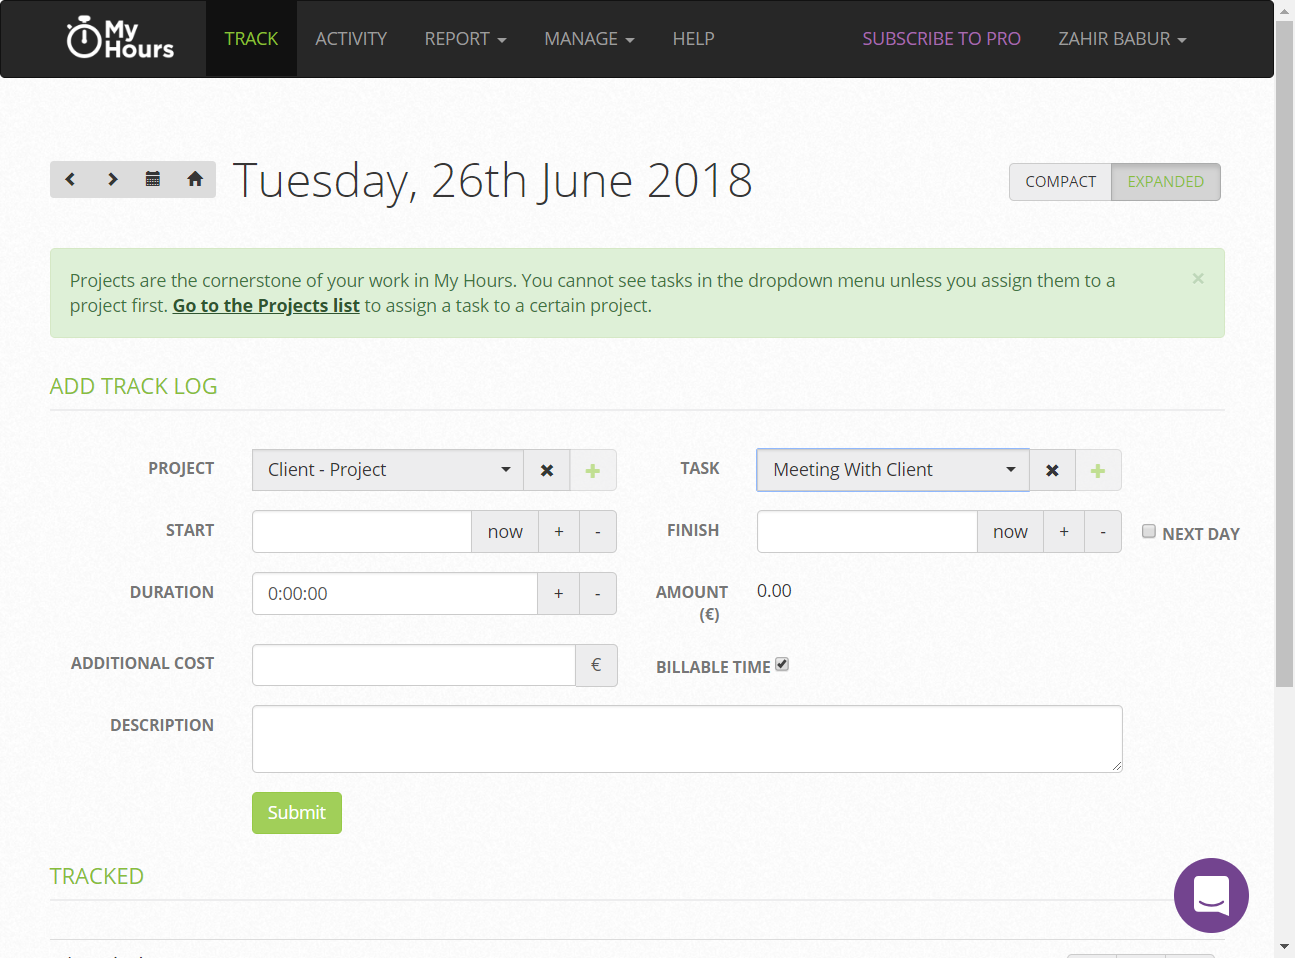 My Hours
TRACK
ACTIVITY
REPORT
MANAGE
HELP
SUBSCRIBE TO PRO
ZAHIR BABUR
Tuesday, 26th June 2018
COMPACT
EXPANDED
Projects are the cornerstone of your work in My Hours. You cannot see tasks in the dropdown menu unless you assign them to a
project first. Go to the Projects list to assign a task to a certain project.
×
ADD TRACK LOG
PROJECT
Client - Project
TASK
Meeting With Client
START
now
+
-
FINISH
now
+
-
NEXT DAY
DURATION
0:00:00
+
-
AMOUNT
(€)
0.00
ADDITIONAL COST
€
BILLABLE TIME
DESCRIPTION
Submit
TRACKED